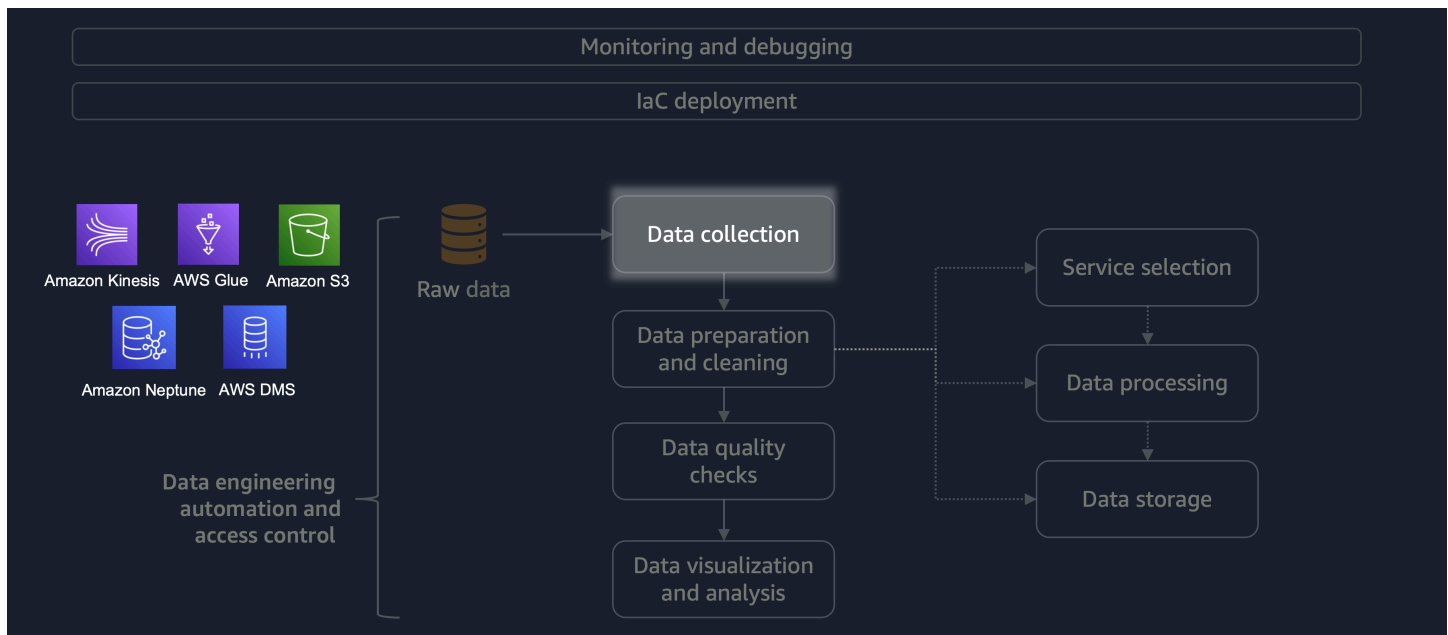 Monitoring and debugging
IaC deployment
Amazon Kinesis
AWS Glue
Amazon S3
Amazon Neptune
AWS DMS
Data engineering
automation and
access control
Raw data
Data collection
Data preparation
and cleaning
Data quality
checks
Data visualization
and analysis
Service selection
Data processing
Data storage